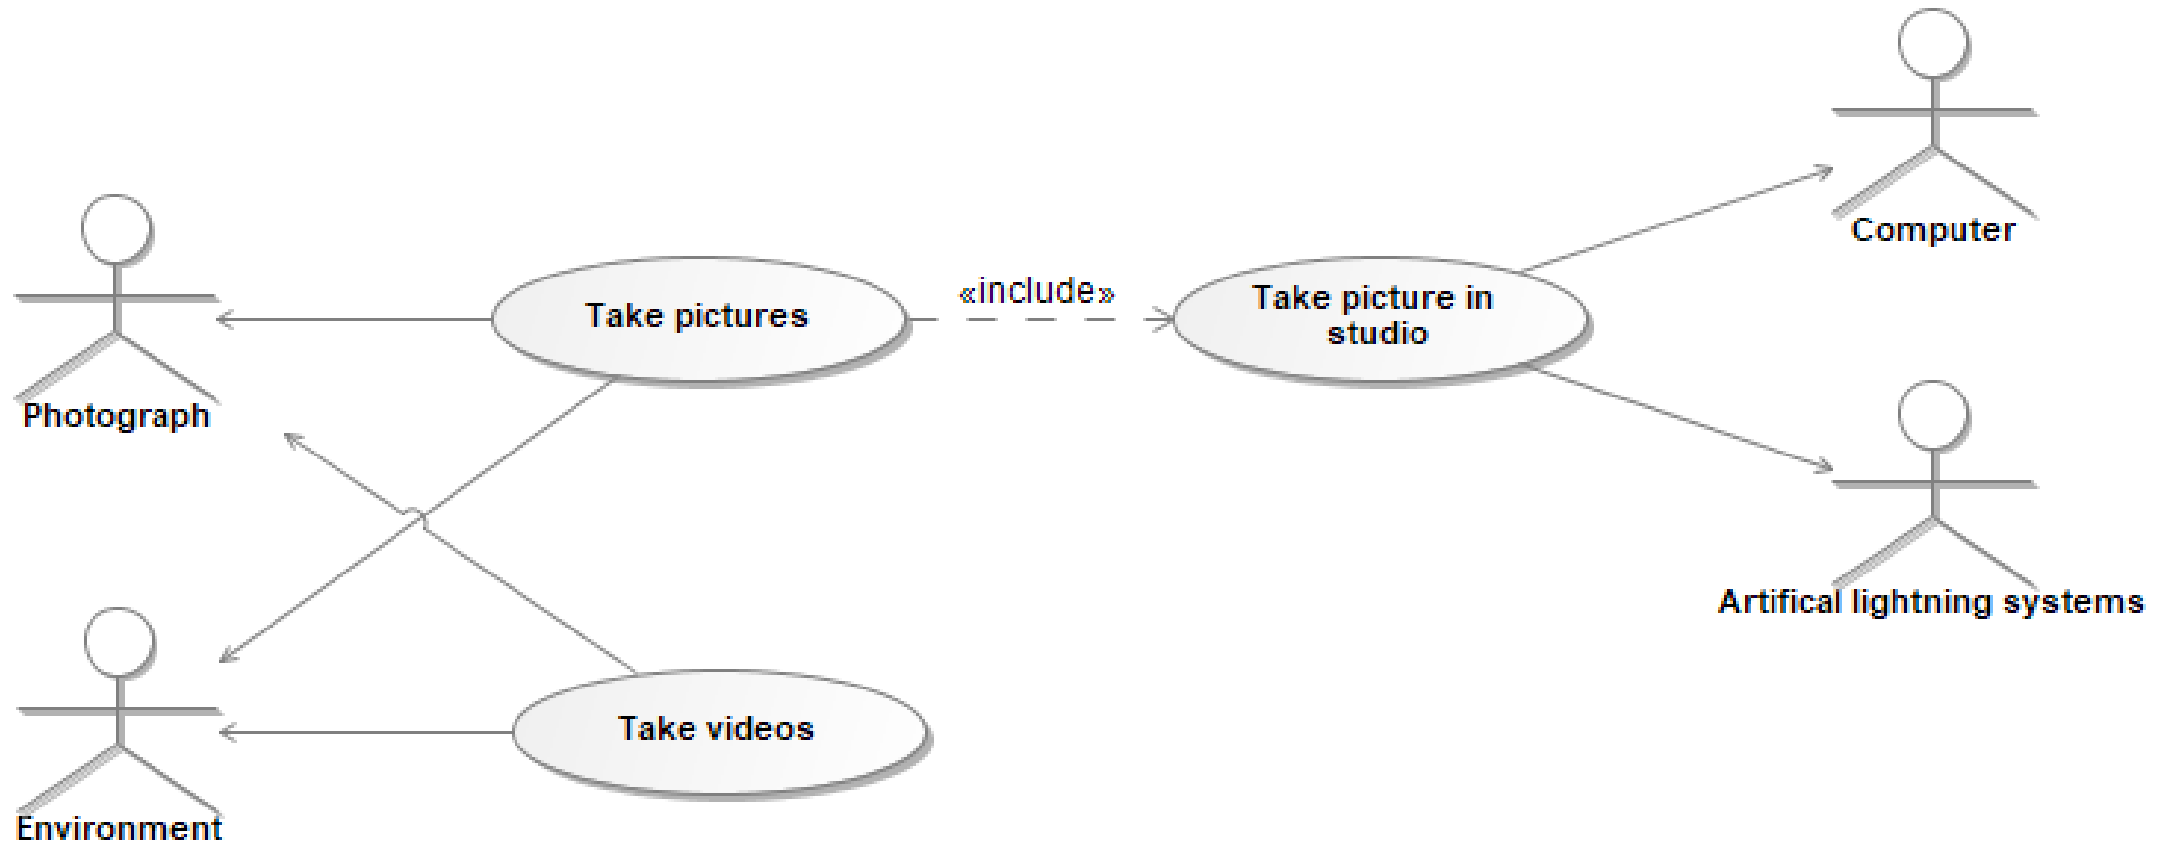 Computer
«include»
Take pictures
Take picture in
studio
Photograph
Artifical lightning systems
Take videos
Environment